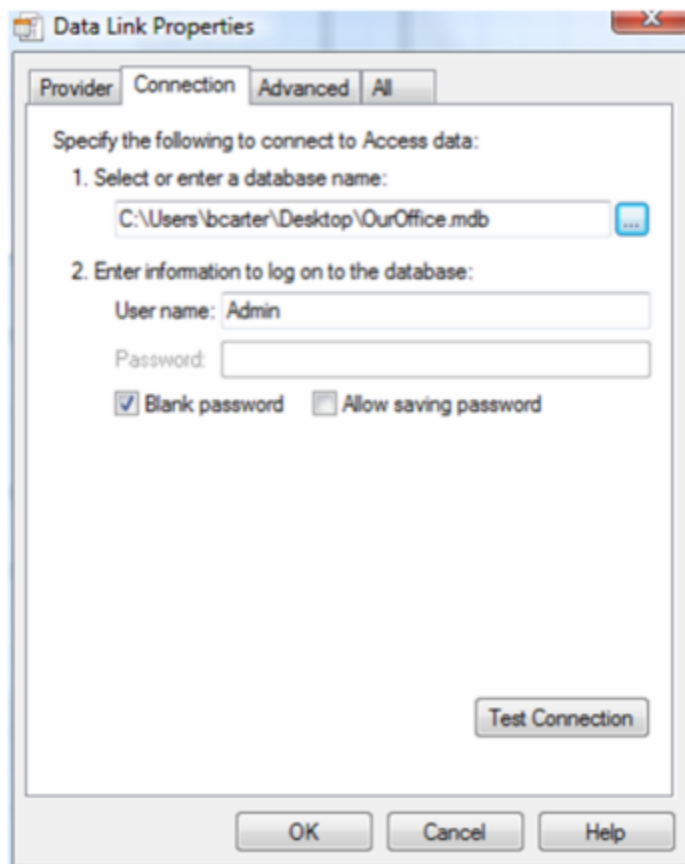 Data Link Properties
Provider Connection Advanced All
Specify the following to connect to Access data:
1. Select or enter a database name:
C:\Users\bcarter\Desktop\OurOffice.mdb ...
2. Enter information to log on to the database:
User name: Admin
Password:
Blank password Allow saving password
Test Connection
OK Cancel Help